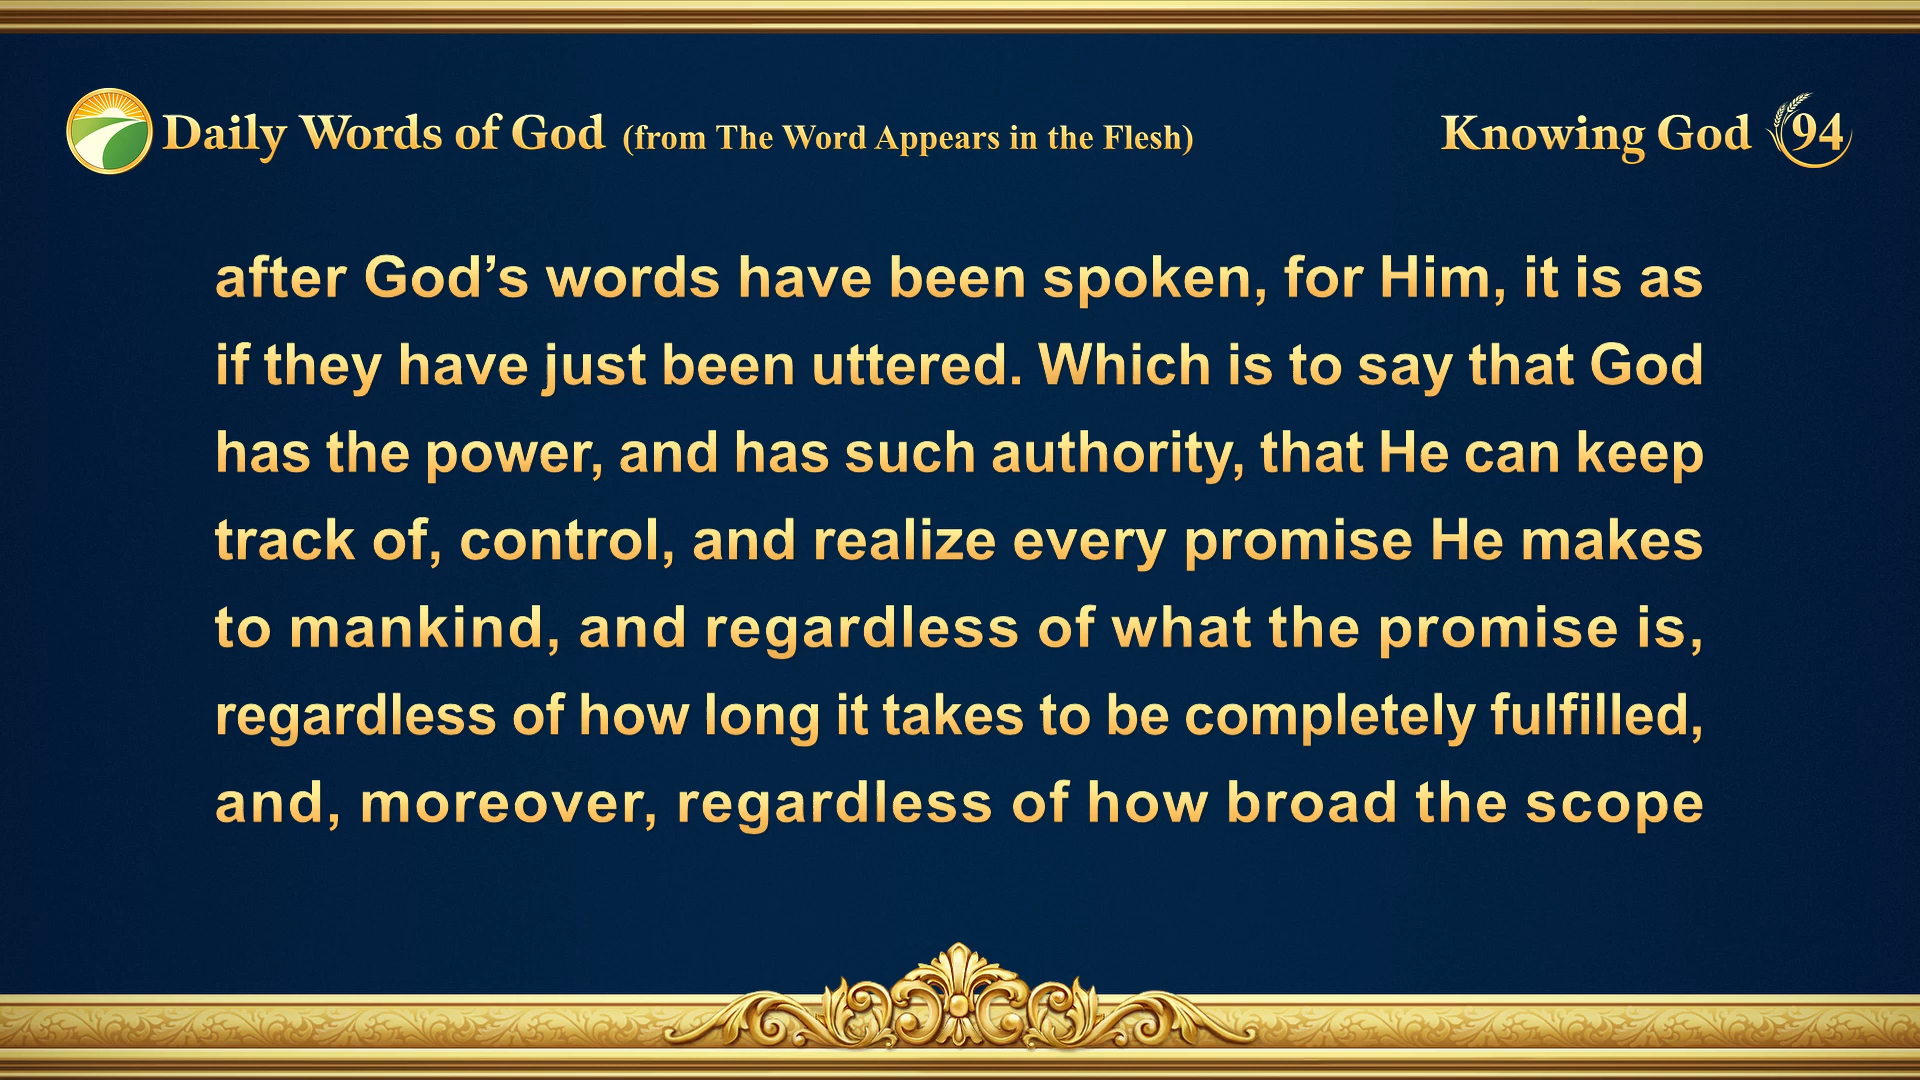 Daily Words of God (from The Word Appears in the Flesh)
Knowing God 94
after God’s words have been spoken, for Him, it is as
if they have just been uttered. Which is to say that God
has the power, and has such authority, that He can keep
track of, control, and realize every promise He makes
to mankind, and regardless of what the promise is,
regardless of how long it takes to be completely fulfilled,
and, moreover, regardless of how broad the scope